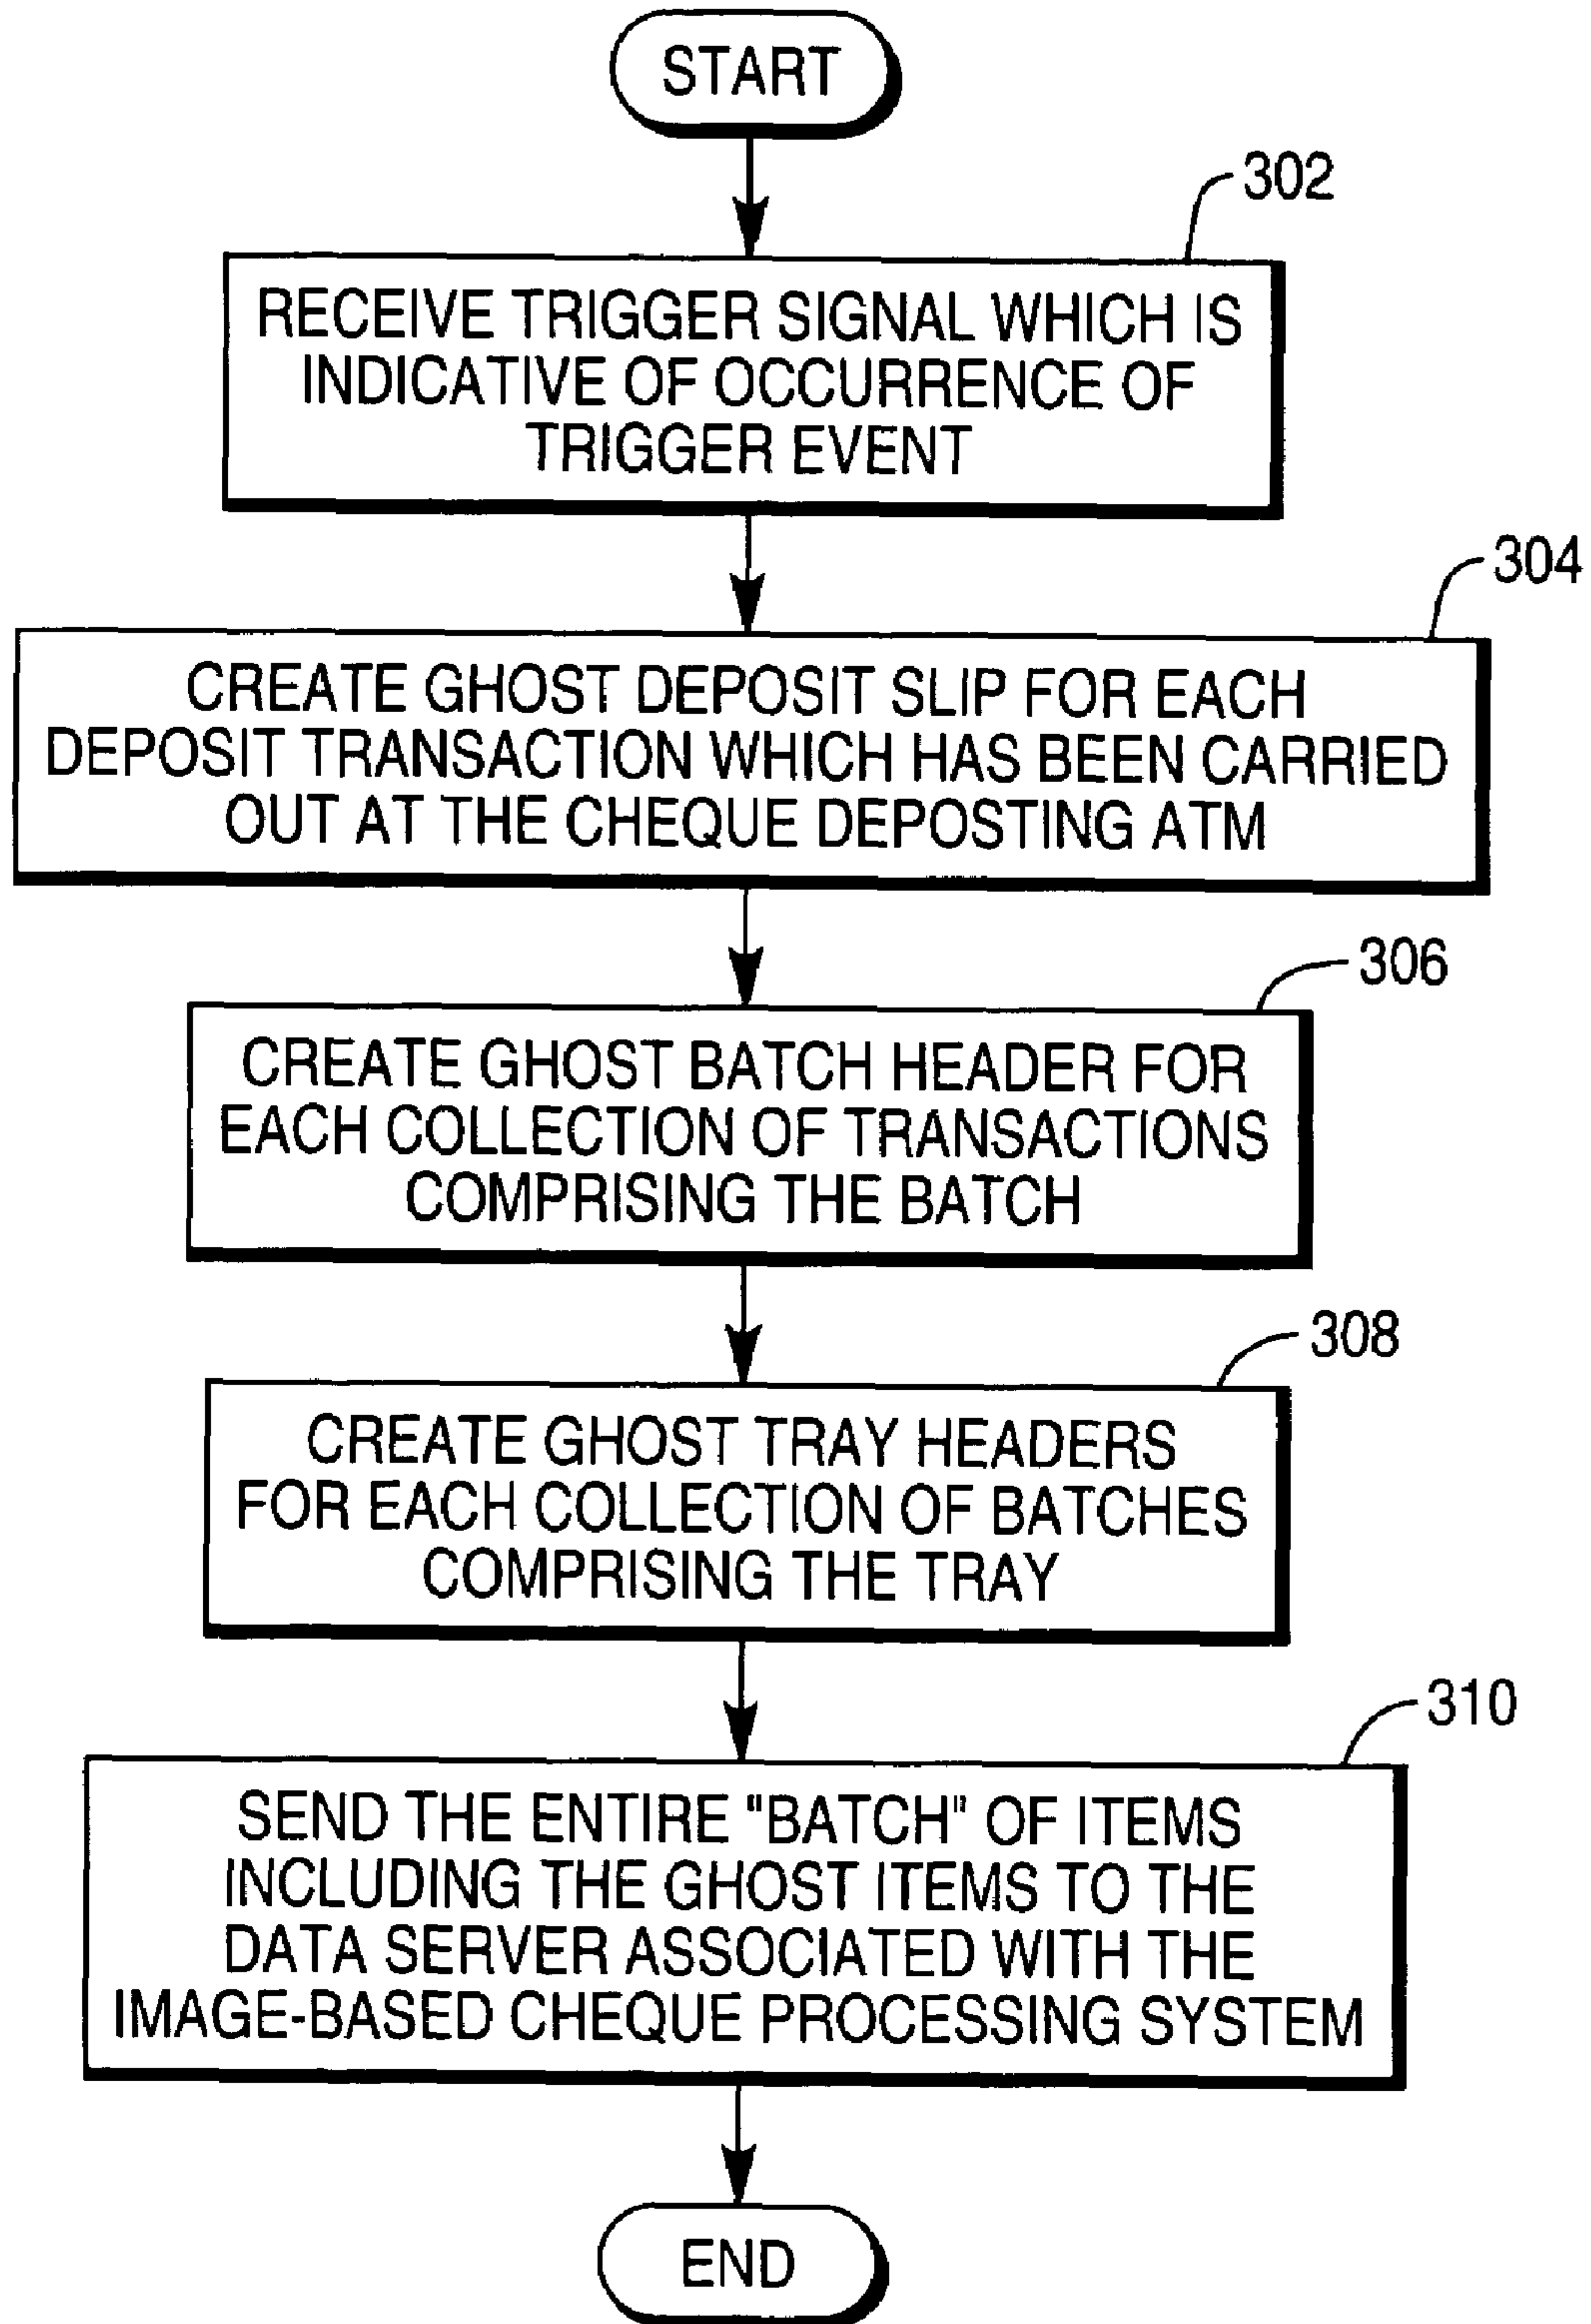 START
302
RECEIVE TRIGGER SIGNAL WHICH IS
INDICATIVE OF OCCURRENCE OF
TRIGGER EVENT
304
CREATE GHOST DEPOSIT SLIP FOR EACH
DEPOSIT TRANSACTION WHICH HAS BEEN CARRIED
OUT AT THE CHEQUE DEPOSTING ATM
306
CREATE GHOST BATCH HEADER FOR
EACH COLLECTION OF TRANSACTIONS
COMPRISING THE BATCH
308
CREATE GHOST TRAY HEADERS
FOR EACH COLLECTION OF BATCHES
COMPRISING THE TRAY
310
SEND THE ENTIRE "BATCH" OF ITEMS
INCLUDING THE GHOST ITEMS TO THE
DATA SERVER ASSOCIATED WITH THE
IMAGE-BASED CHEQUE PROCESSING SYSTEM
END